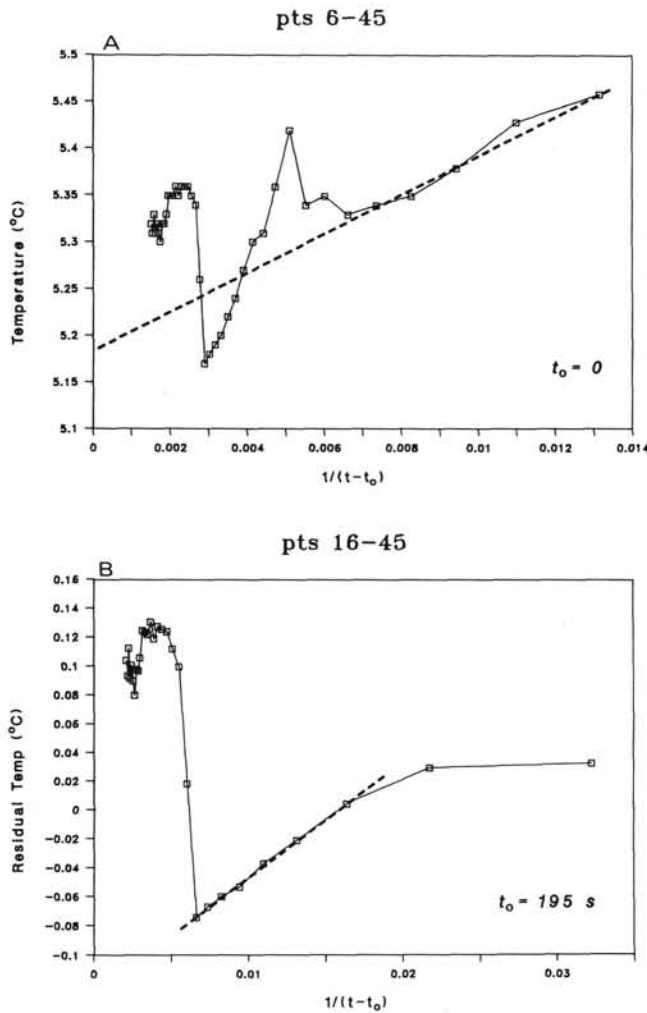 pts 6-45
A
5.5
5.45
5.4
5.35
5.3
5.25
5.2
5.15
5.1
Temperature (°C)
t₀ = 0
0 0.002 0.004 0.006 0.008 0.01 0.012 0.014
1/(t-t₀)
pts 16-45
B
0.16
0.14
0.12
0.1
0.08
0.06
0.04
0.02
0
-0.02
-0.04
-0.06
-0.08
-0.1
Residual Temp (°C)
t₀ = 195 s
0 0.01 0.02 0.03
1/(t-t₀)